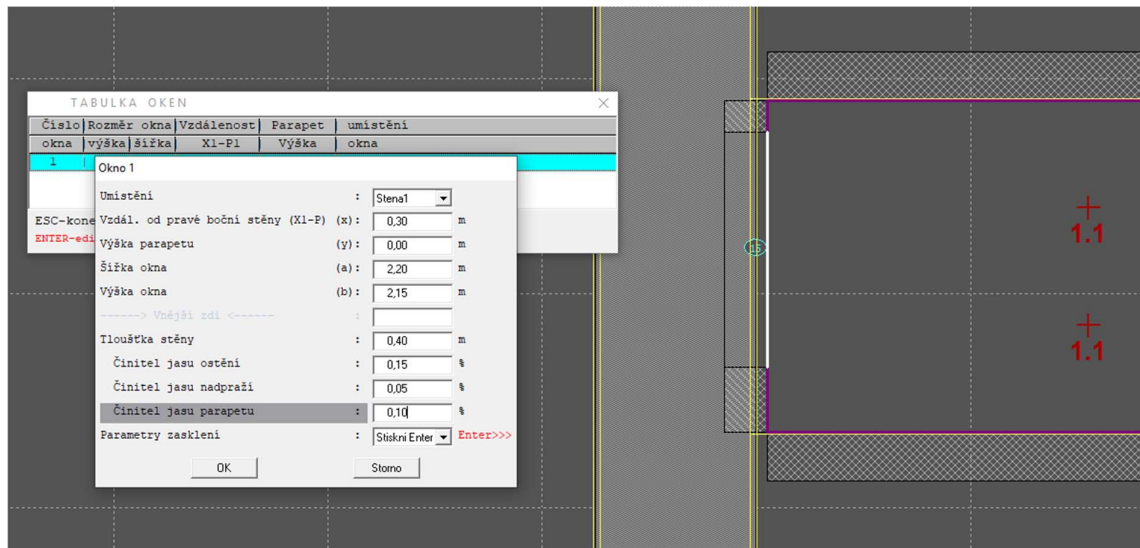 TABULKA OKEN
Číslo|Rozměr okna|Vzdálenost| Parapet | umístění
okna |výška|šířka| X1-P1 | Výška | okna
1 |
Okno 1
Umístění : Stena1
ESC-kone
Vzdál. od pravé boční stěny (X1-P) (x): 0,30 m
ENTER-edi
Výška parapetu (y): 0,00 m
Šířka okna (a): 2,20 m
Výška okna (b): 2,15 m
------> Vnější zdi <------ :
Tloušťka stěny : 0,40 m
Činitel jasu ostění : 0,15 %
Činitel jasu nadpraží : 0,05 %
Činitel jasu parapetu : 0,10 %
Parametry zasklení : Stiskni Enter Enter>>>
OK Storno
1.1
1.1